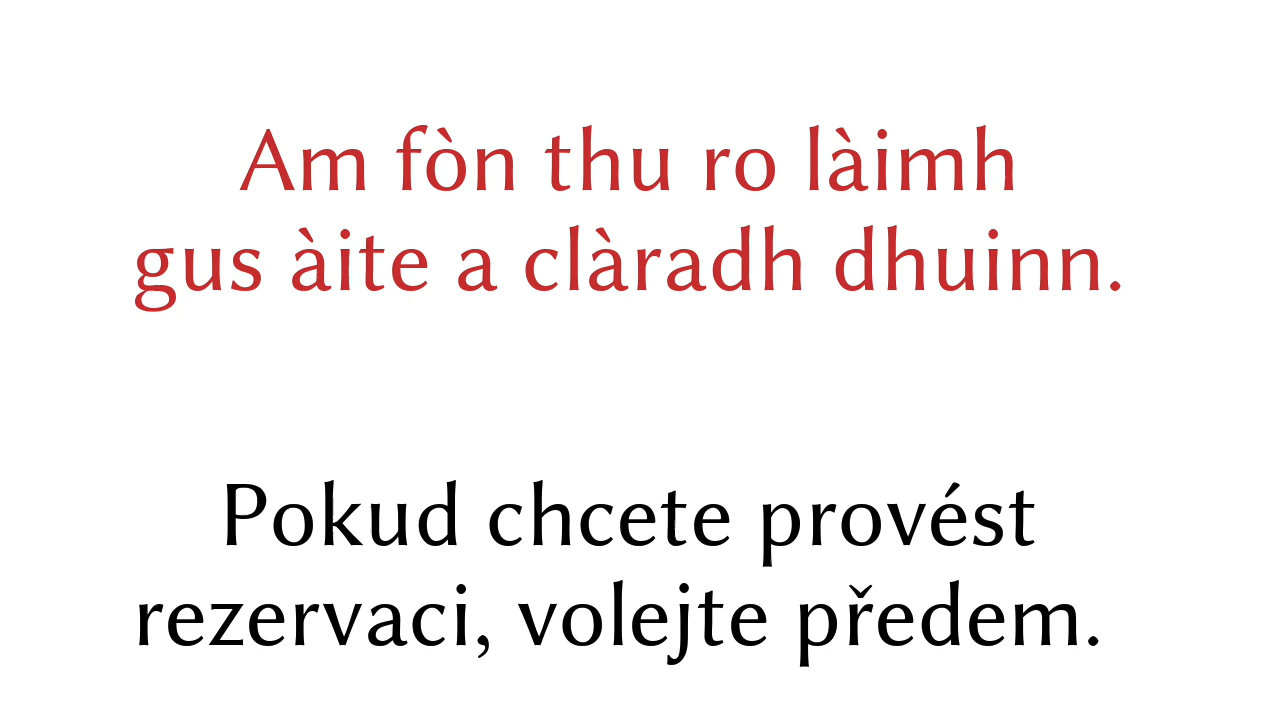 Am fòn thu ro làimh
gus àite a clàradh dhuinn.
Pokud chcete provést
rezervaci, volejte předem.